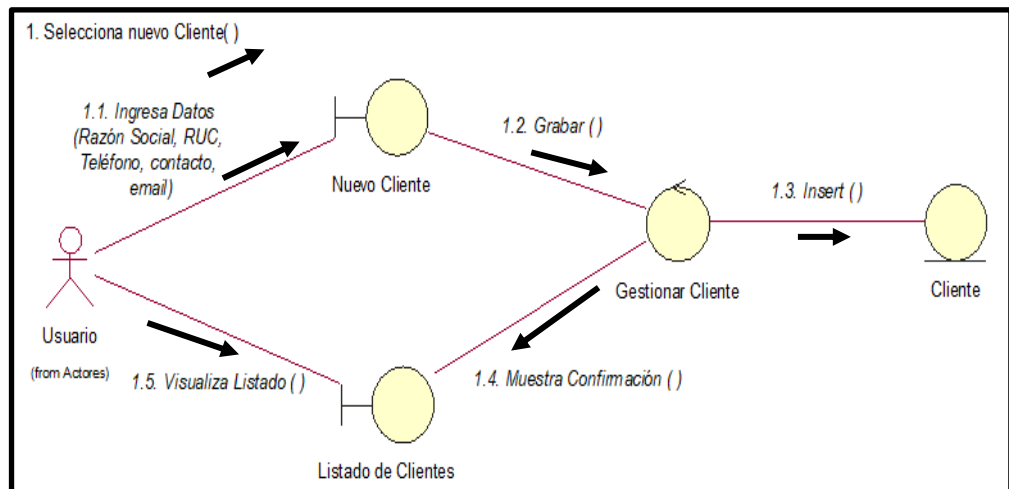 1. Selecciona nuevo Cliente( )
1.1. Ingresa Datos
(Razón Social, RUC,
Teléfono, contacto,
email)
Nuevo Cliente
1.2. Grabar ( )
Gestionar Cliente
1.3. Insert ( )
Cliente
Usuario
(from Actores)
1.5. Visualiza Listado ( )
1.4. Muestra Confirmación ( )
Listado de Clientes